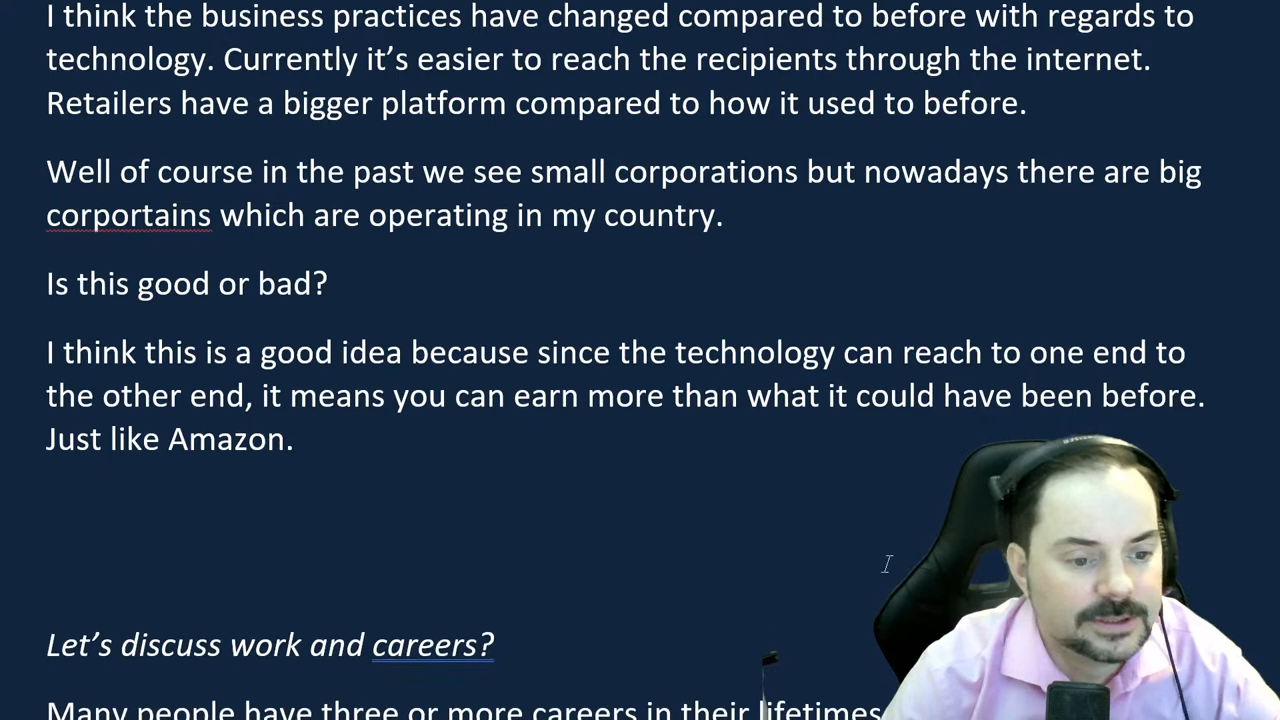 I think the business practices have changed compared to before with regards to
technology. Currently it’s easier to reach the recipients through the internet.
Retailers have a bigger platform compared to how it used to before.
Well of course in the past we see small corporations but nowadays there are big
corportains which are operating in my country.
Is this good or bad?
I think this is a good idea because since the technology can reach to one end to
the other end, it means you can earn more than what it could have been before.
Just like Amazon.
Let’s discuss work and careers?
Many people have three or more careers in their lifetimes